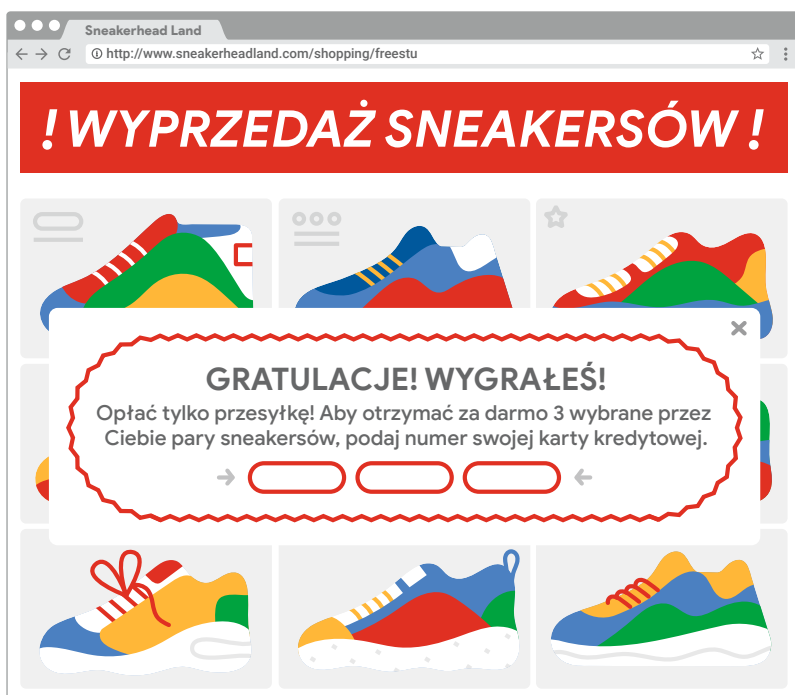 Sneakerhead Land
http://www.sneakerheadland.com/shopping/freestu
! WYPRZEDAŻ SNEAKERSÓW !
GRATULACJE! WYGRAŁEŚ!
Opłać tylko przesyłkę! Aby otrzymać za darmo 3 wybrane przez
Ciebie pary sneakersów, podaj numer swojej karty kredytowej.